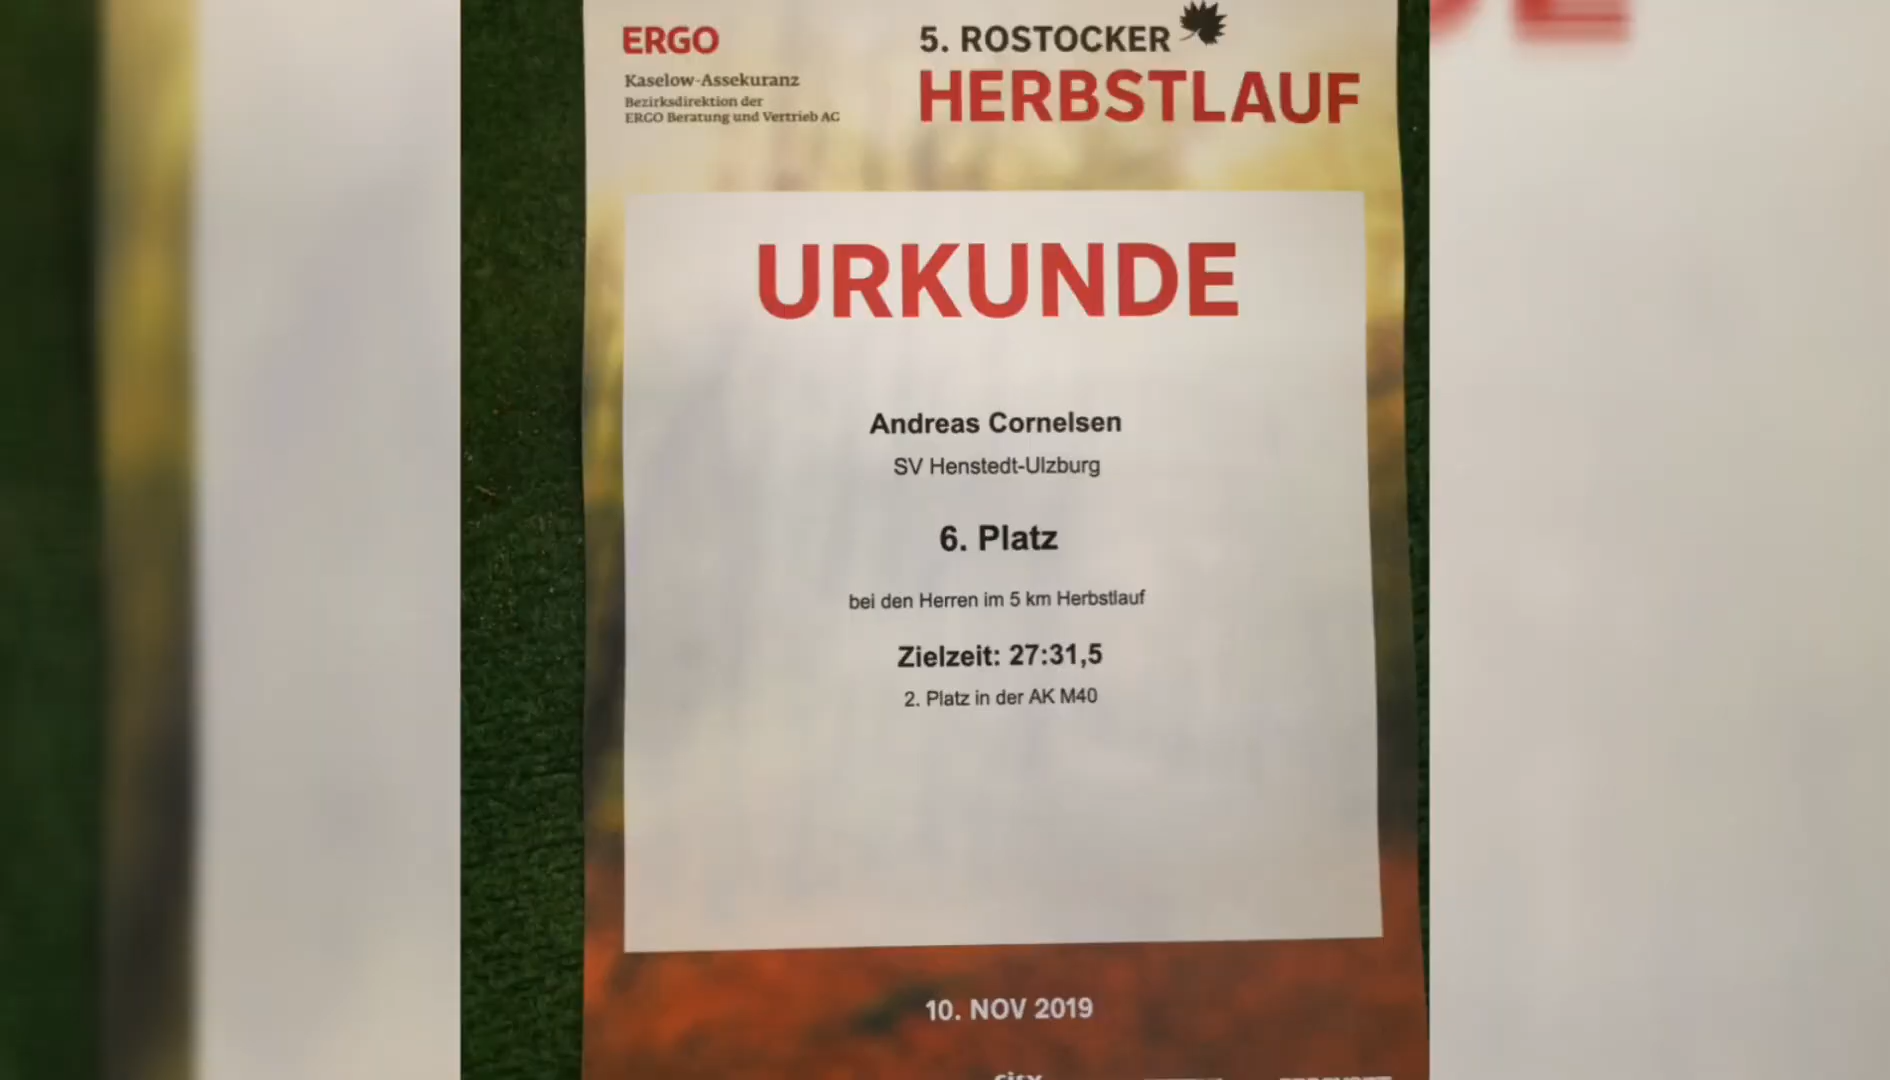 ERGO
Kaselow-Assekuranz
Bezirksdirektion der
ERGO Beratung und Vertrieb AG
5. ROSTOCKER
HERBSTLAUF
URKUNDE
Andreas Cornelsen
SV Henstedt-Ulzburg
6. Platz
bei den Herren im 5 km Herbstlauf
Zielzeit: 27:31,5
2. Platz in der AK M40
10. NOV 2019